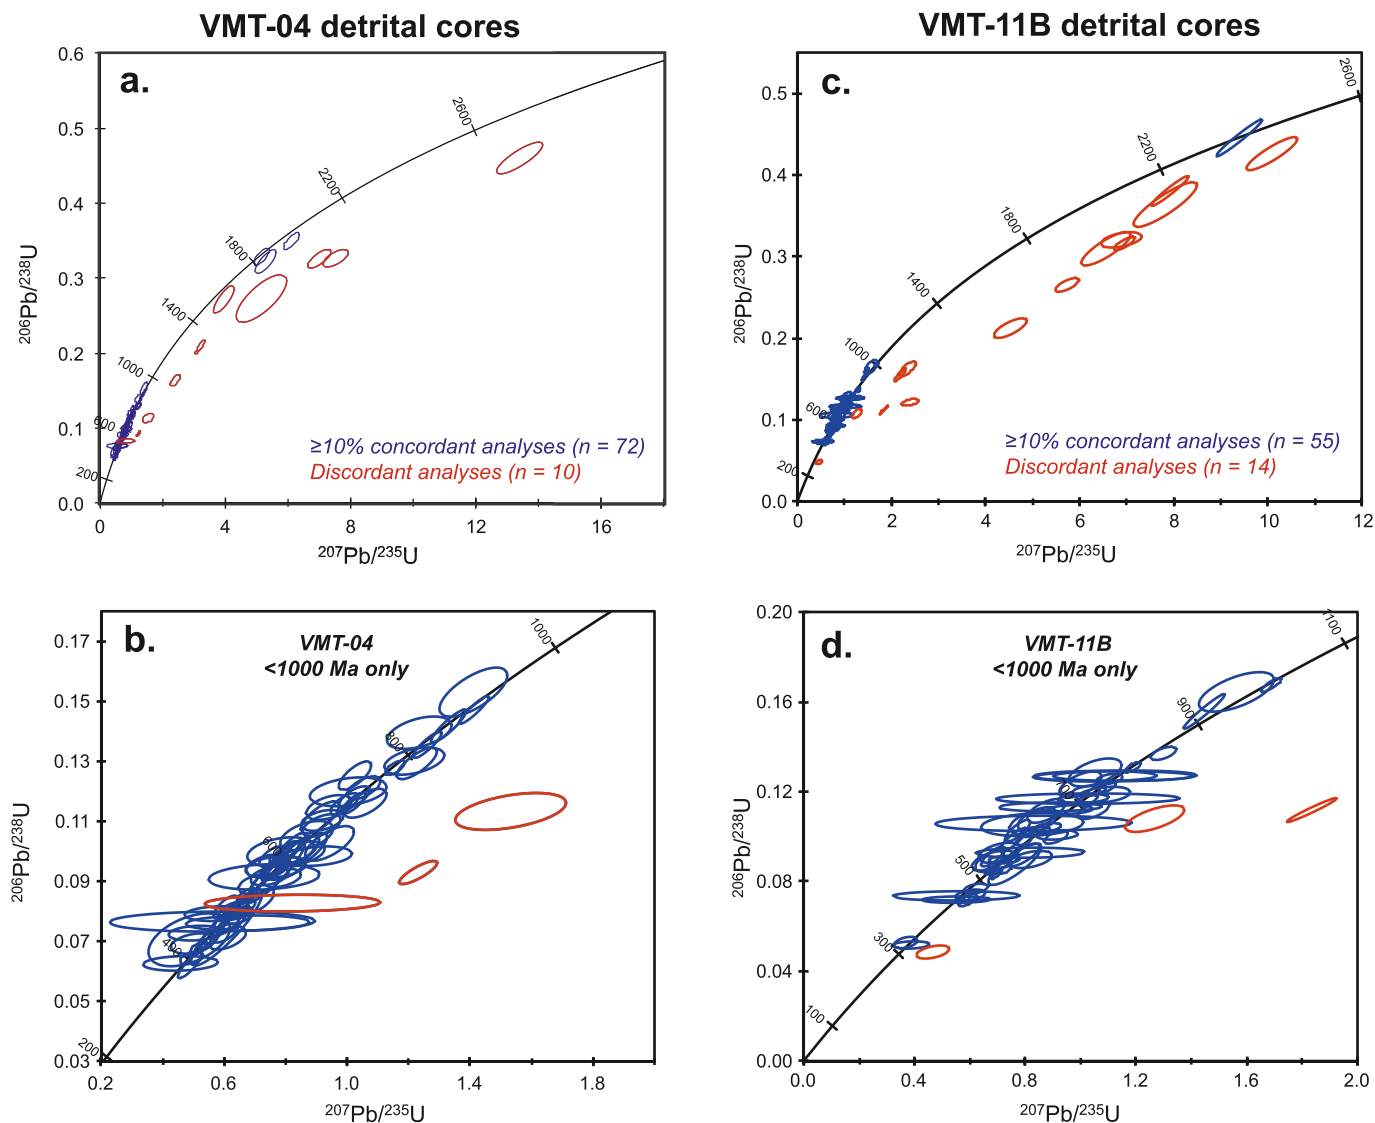 VMT-04 detrital cores
VMT-11B detrital cores
a.
0.6
0.5
0.4
0.3
0.2
0.1
0.0
206Pb/238U
2600
2200
1800
1400
1000
600
200
≥10% concordant analyses (n = 72)
Discordant analyses (n = 10)
0 4 8 12 16
207Pb/235U
c.
0.5
0.4
0.3
0.2
0.1
0.0
206Pb/238U
2600
2200
1800
1400
1000
600
200
≥10% concordant analyses (n = 55)
Discordant analyses (n = 14)
0 2 4 6 8 10 12
207Pb/235U
b.
VMT-04
<1000 Ma only
0.17
0.15
0.13
0.11
0.09
0.07
0.05
0.03
206Pb/238U
1000
800
600
400
200
0.2 0.6 1.0 1.4 1.8
207Pb/235U
d.
VMT-11B
<1000 Ma only
0.20
0.16
0.12
0.08
0.04
0.00
206Pb/238U
1100
900
700
500
300
100
0.0 0.4 0.8 1.2 1.6 2.0
207Pb/235U